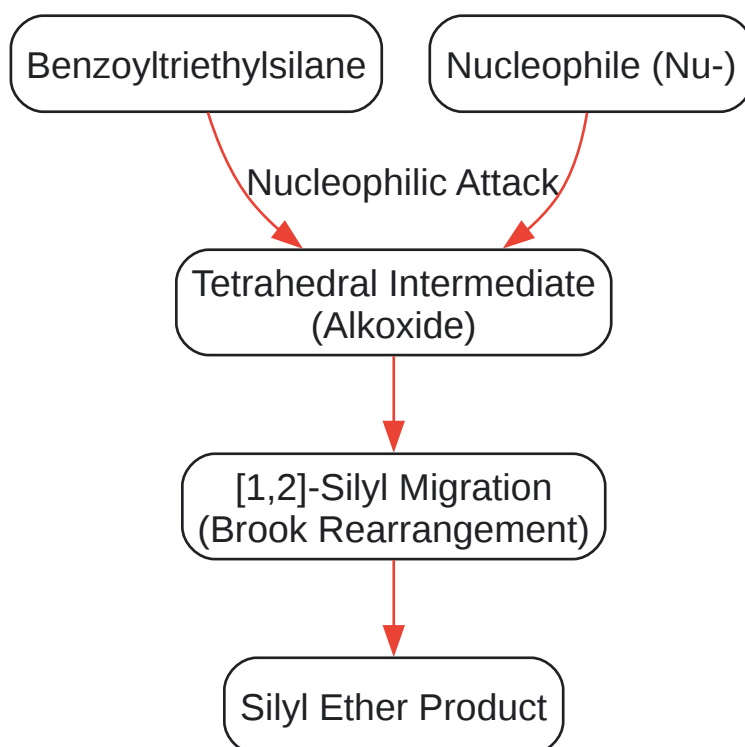 Benzoyltriethylsilane
Nucleophile (Nu-)
Nucleophilic Attack
Tetrahedral Intermediate
(Alkoxide)
[1,2]-Silyl Migration
(Brook Rearrangement)
Silyl Ether Product